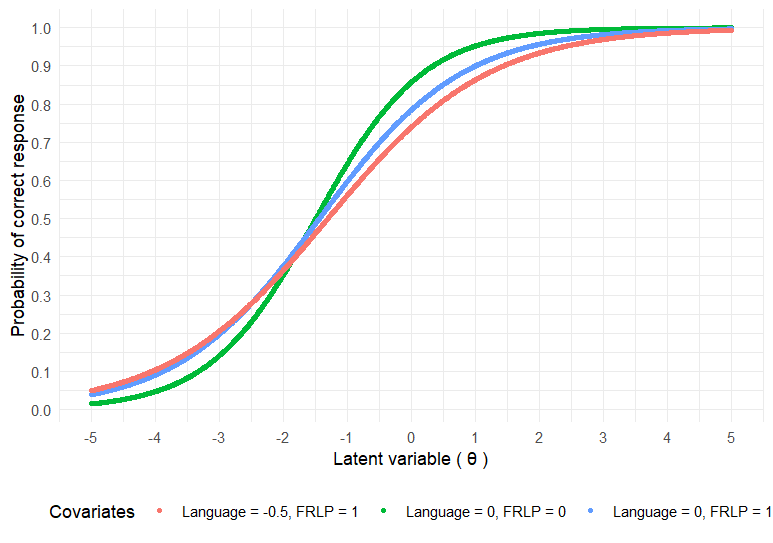 1.0
0.9
0.8
0.7
0.6
0.5
0.4
0.3
0.2
0.1
0.0
Probability of correct response
-5 -4 -3 -2 -1 0 1 2 3 4 5
Latent variable ( θ )
Covariates Language = -0.5, FRLP = 1 Language = 0, FRLP = 0 Language = 0, FRLP = 1